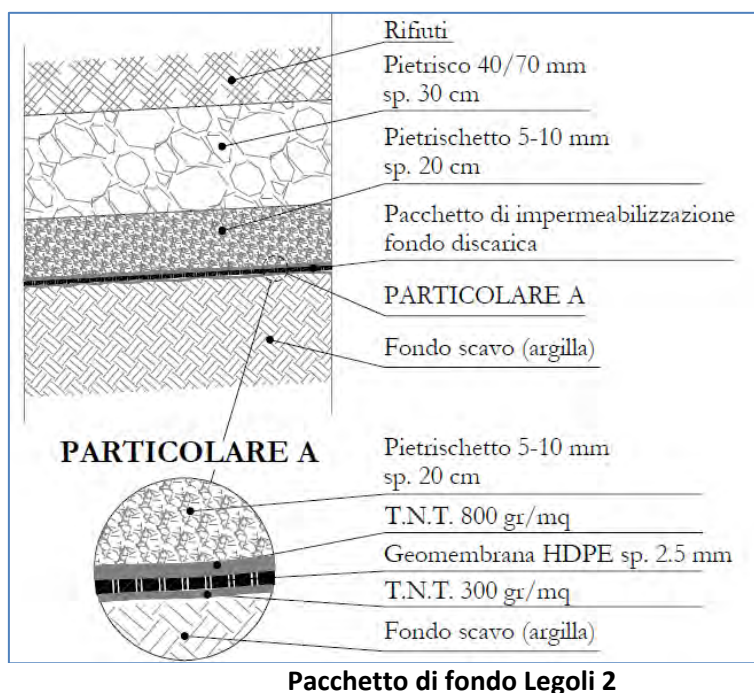 Rifiuti
Pietrisco 40/70 mm
sp. 30 cm
Pietrischetto 5-10 mm
sp. 20 cm
Pacchetto di impermeabilizzazione
fondo discarica
PARTICOLARE A
Fondo scavo (argilla)
PARTICOLARE A
Pietrischetto 5-10 mm
sp. 20 cm
T.N.T. 800 gr/mq
Geomembrana HDPE sp. 2.5 mm
T.N.T. 300 gr/mq
Fondo scavo (argilla)
Pacchetto di fondo Legoli 2